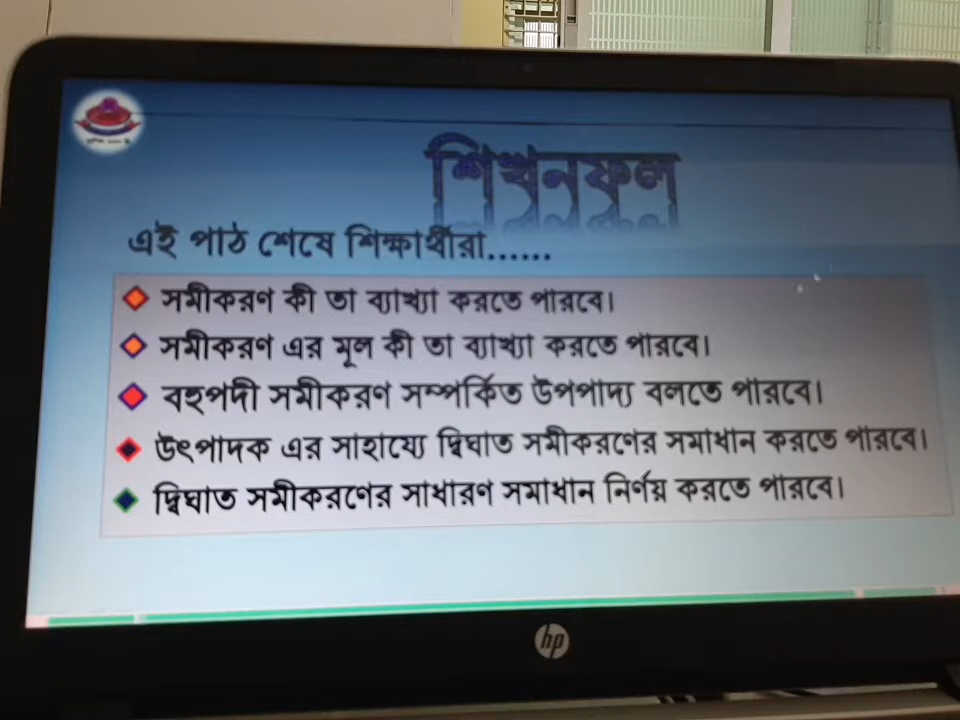 শিখনফল
এই পাঠ শেষে শিক্ষার্থীরা......
সমীকরণ কী তা ব্যাখ্যা করতে পারবে।
সমীকরণ এর মূল কী তা ব্যাখ্যা করতে পারবে।
বহুপদী সমীকরণ সম্পর্কিত উপপাদ্য বলতে পারবে।
উৎপাদক এর সাহায্যে দ্বিঘাত সমীকরণের সমাধান করতে পারবে।
দ্বিঘাত সমীকরণের সাধারণ সমাধান নির্ণয় করতে পারবে।
hp